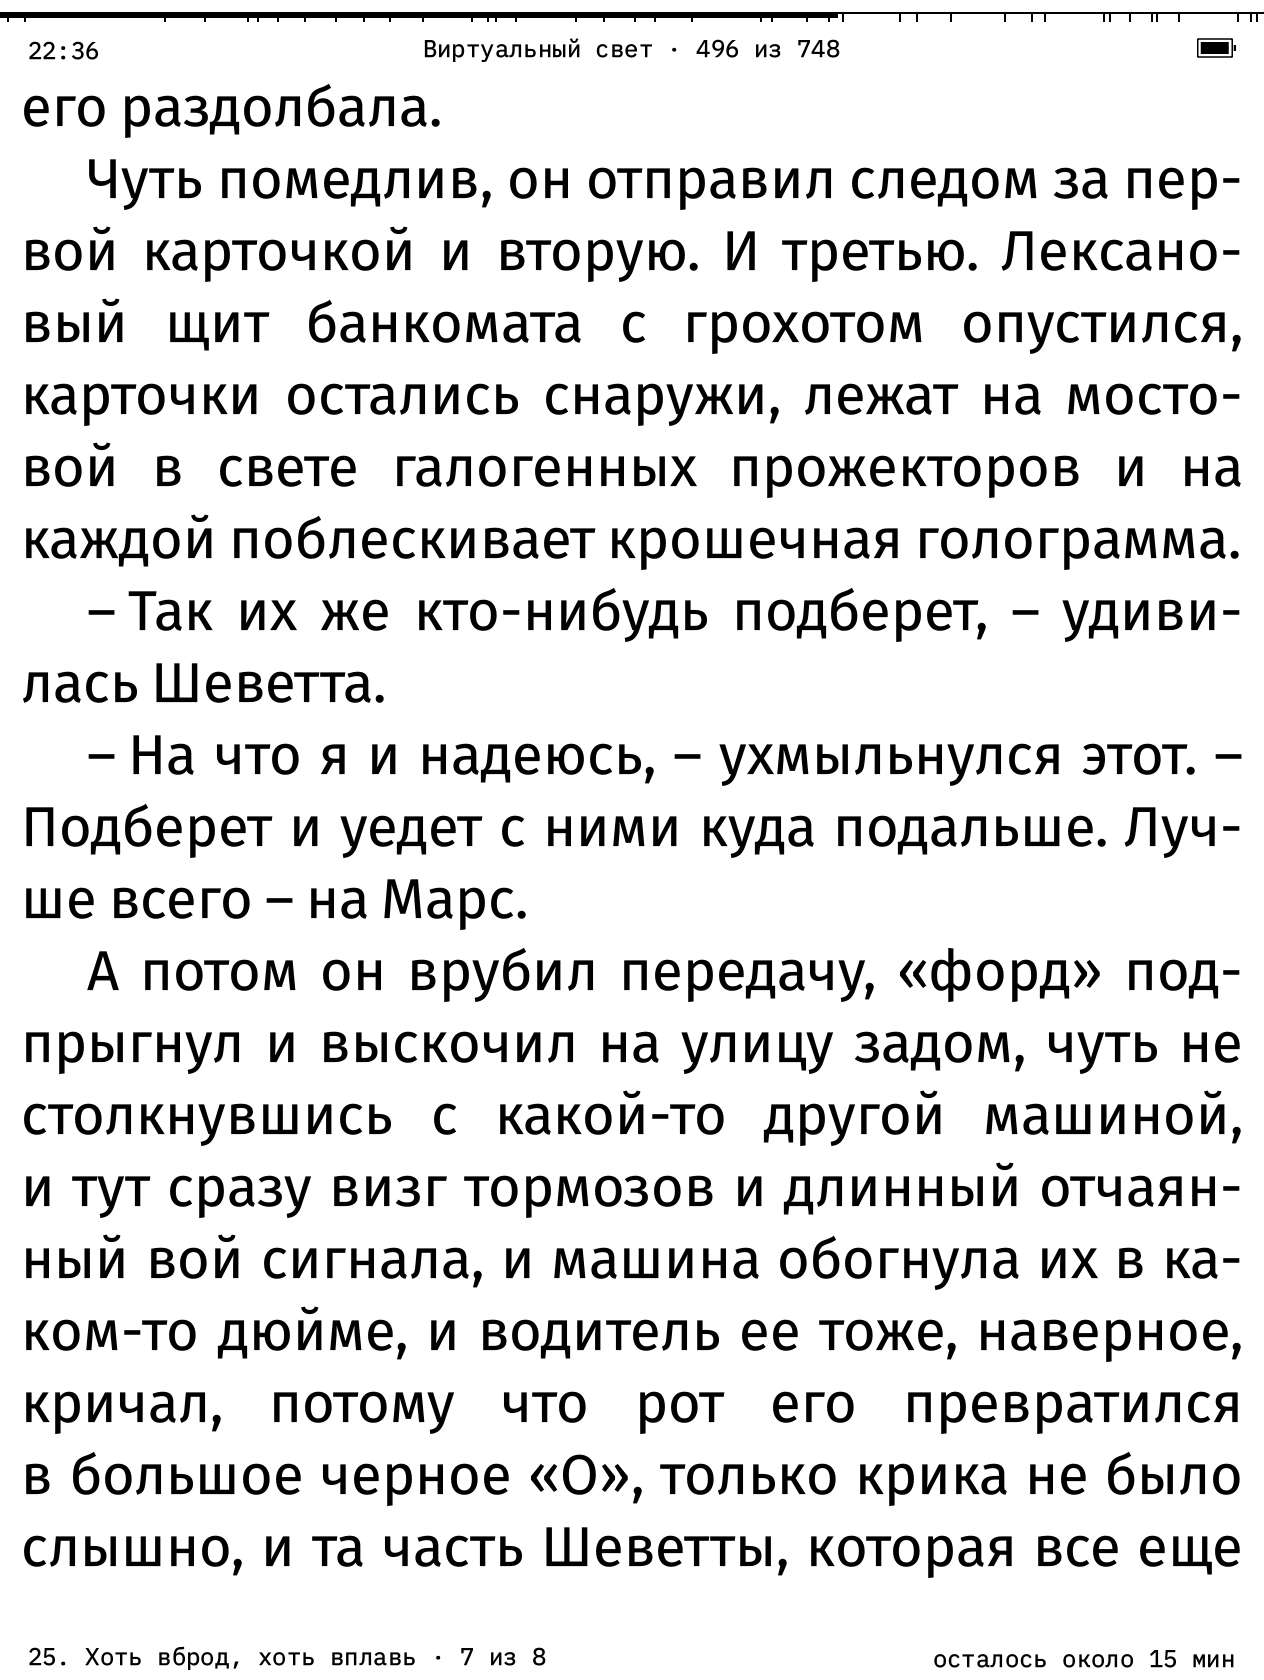 22:36 Виртуальный свет · 496 из 748
его раздолбала.
Чуть помедлив, он отправил следом за пер-
вой карточкой и вторую. И третью. Лексано-
вый щит банкомата с грохотом опустился,
карточки остались снаружи, лежат на мосто-
вой в свете галогенных прожекторов и на
каждой поблескивает крошечная голограмма.
– Так их же кто-нибудь подберет, – удиви-
лась Шеветта.
– На что я и надеюсь, – ухмыльнулся этот. –
Подберет и уедет с ними куда подальше. Луч-
ше всего – на Марс.
А потом он врубил передачу, «форд» под-
прыгнул и выскочил на улицу задом, чуть не
столкнувшись с какой-то другой машиной,
и тут сразу визг тормозов и длинный отчаян-
ный вой сигнала, и машина обогнула их в ка-
ком-то дюйме, и водитель ее тоже, наверное,
кричал, потому что рот его превратился
в большое черное «О», только крика не было
слышно, и та часть Шеветты, которая все еще
25. Хоть вброд, хоть вплавь · 7 из 8 осталось около 15 мин